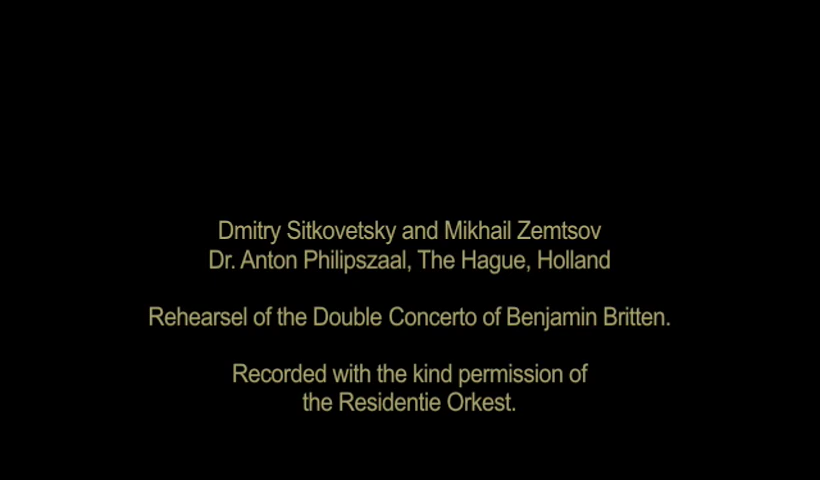 Dmitry Sitkovetsky and Mikhail Zemtsov
Dr. Anton Philipszaal, The Hague, Holland
Rehearsel of the Double Concerto of Benjamin Britten.
Recorded with the kind permission of
the Residentie Orkest.